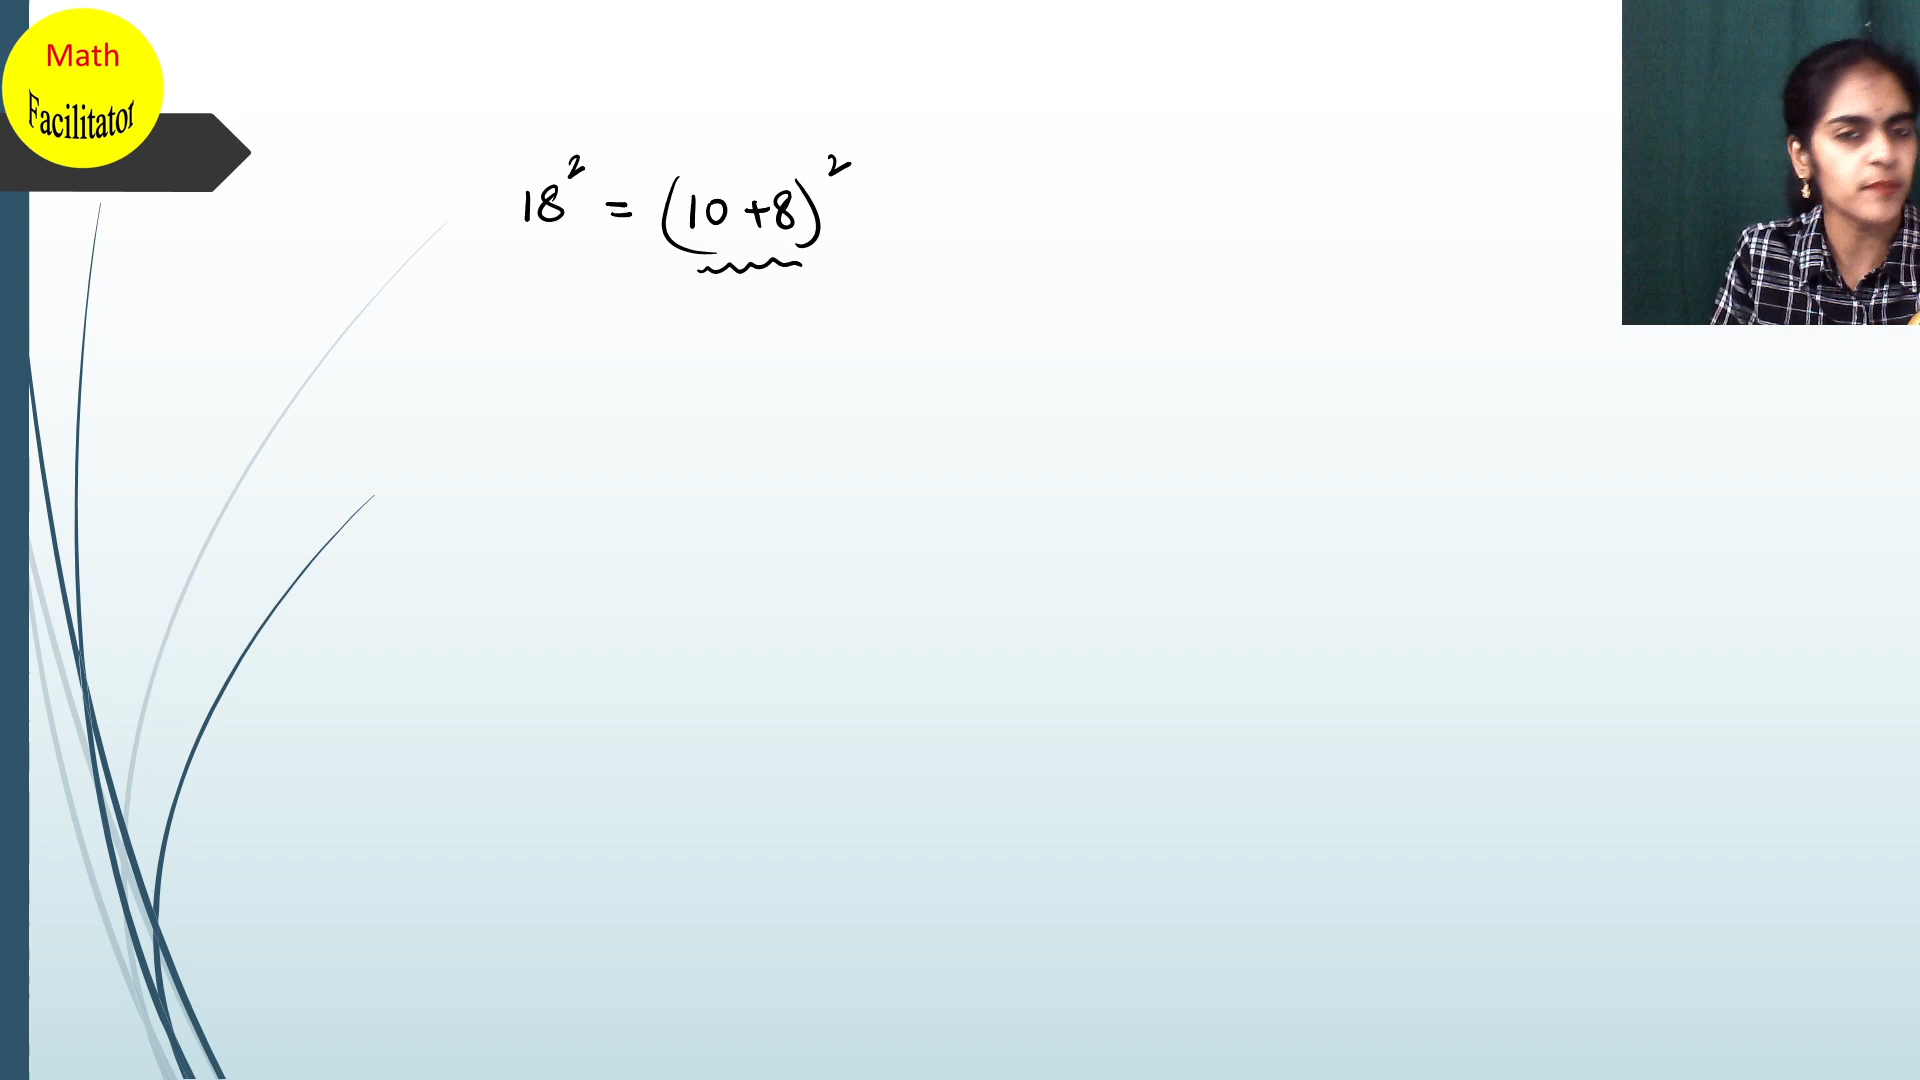 Math
Facilitator
18² = (10+8)²